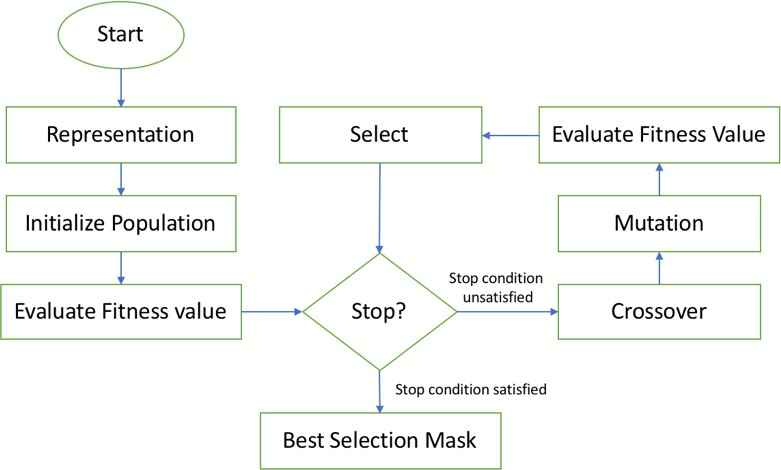 Start
Representation
Initialize Population
Evaluate Fitness value
Stop?
Stop condition
unsatisfied
Crossover
Mutation
Evaluate Fitness Value
Select
Stop condition satisfied
Best Selection Mask